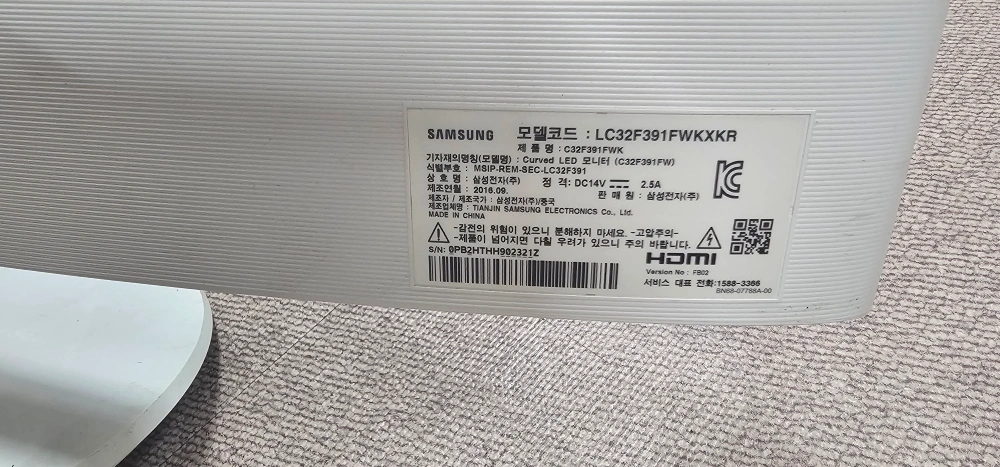 SAMSUNG 모델코드 : LC32F391FWKXKR
제 품 명 : C32F391FWK
기자재의명칭(모델명) : Curved LED 모니터 (C32F391FW)
식별부호 : MSIP-REM-SEC-LC32F391
상 호 명 : 삼성전자(주) 정 격: DC14V 2.5A
제조연월 : 2016.09. 판 매 원 : 삼성전자(주)
제조자 / 제조국가 : 삼성전자(주)/중국
제조업체명 : TIANJIN SAMSUNG ELECTRONICS Co., Ltd.
MADE IN CHINA
-감전의 위험이 있으니 분해하지 마세요. -고압주의-
-제품이 넘어지면 다칠 우려가 있으니 주의 바랍니다.
S/N: 0PB2HTHH902321Z
HDMI
Version No : FB02
서비스 대표 전화:1588-3366
BN68-07788A-00